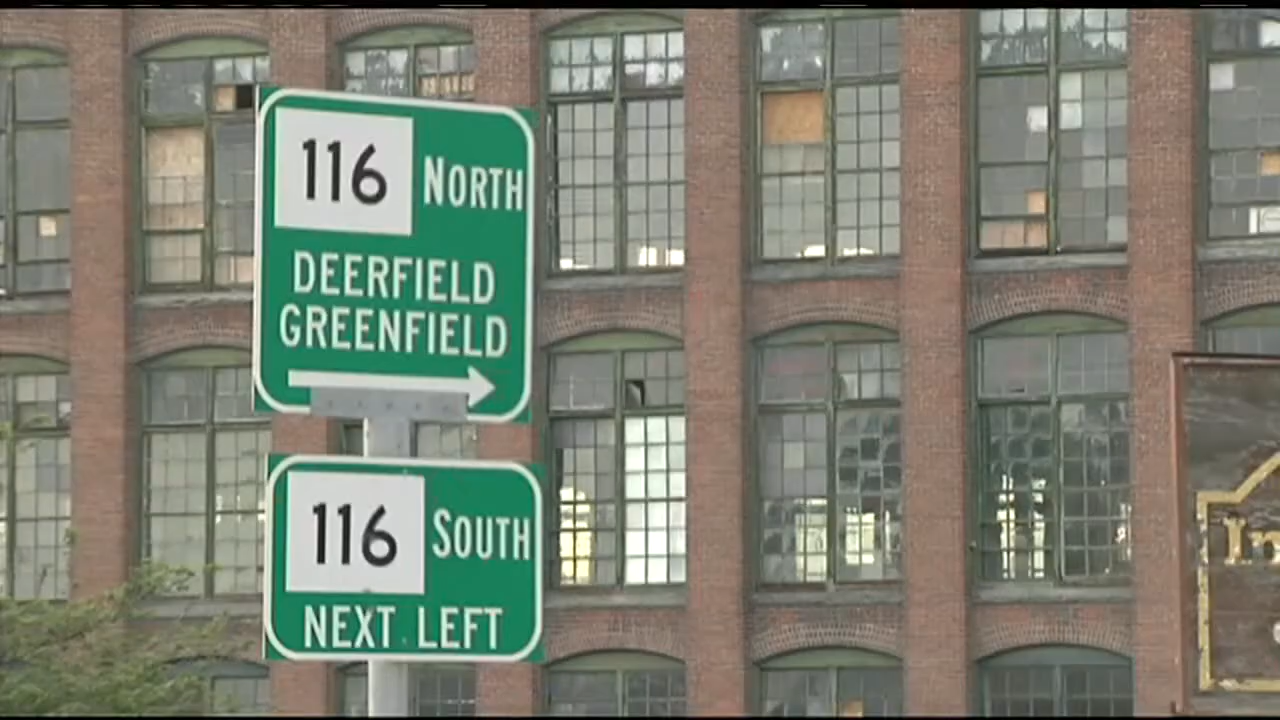 116 NORTH
DEERFIELD
GREENFIELD
116 SOUTH
NEXT LEFT